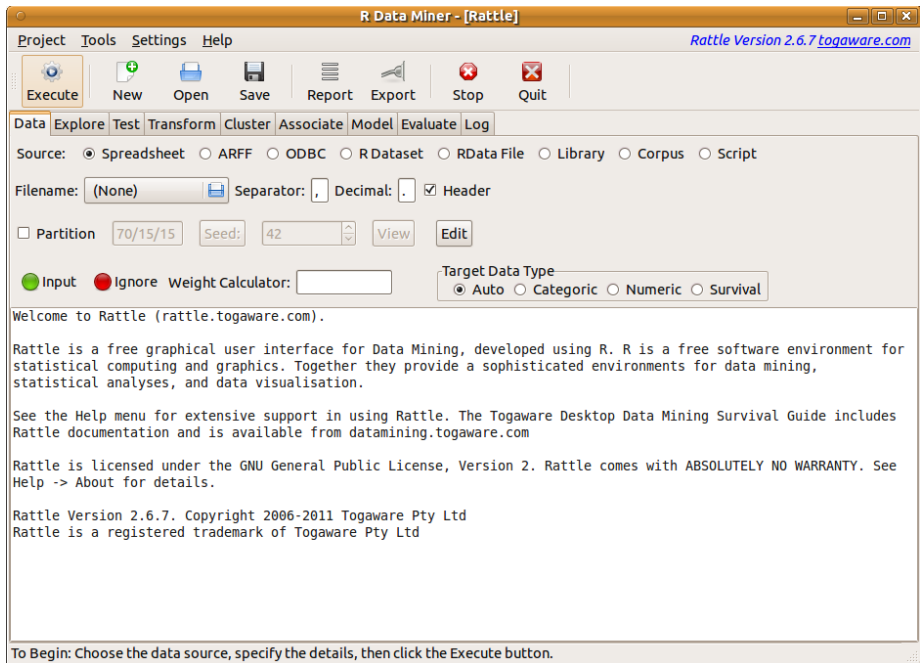 R Data Miner - [Rattle]
Project Tools Settings Help Rattle Version 2.6.7 togaware.com
Execute New Open Save Report Export Stop Quit
Data Explore Test Transform Cluster Associate Model Evaluate Log
Source: Spreadsheet ARFF ODBC R Dataset RData File Library Corpus Script
Filename: (None) Separator: , Decimal: . Header
Partition 70/15/15 Seed: 42 View Edit
Target Data Type
Input Ignore Weight Calculator: Auto Categoric Numeric Survival
Welcome to Rattle (rattle.togaware.com).
Rattle is a free graphical user interface for Data Mining, developed using R. R is a free software environment for
statistical computing and graphics. Together they provide a sophisticated environments for data mining,
statistical analyses, and data visualisation.
See the Help menu for extensive support in using Rattle. The Togaware Desktop Data Mining Survival Guide includes
Rattle documentation and is available from datamining.togaware.com
Rattle is licensed under the GNU General Public License, Version 2. Rattle comes with ABSOLUTELY NO WARRANTY. See
Help -> About for details.
Rattle Version 2.6.7. Copyright 2006-2011 Togaware Pty Ltd
Rattle is a registered trademark of Togaware Pty Ltd
To Begin: Choose the data source, specify the details, then click the Execute button.